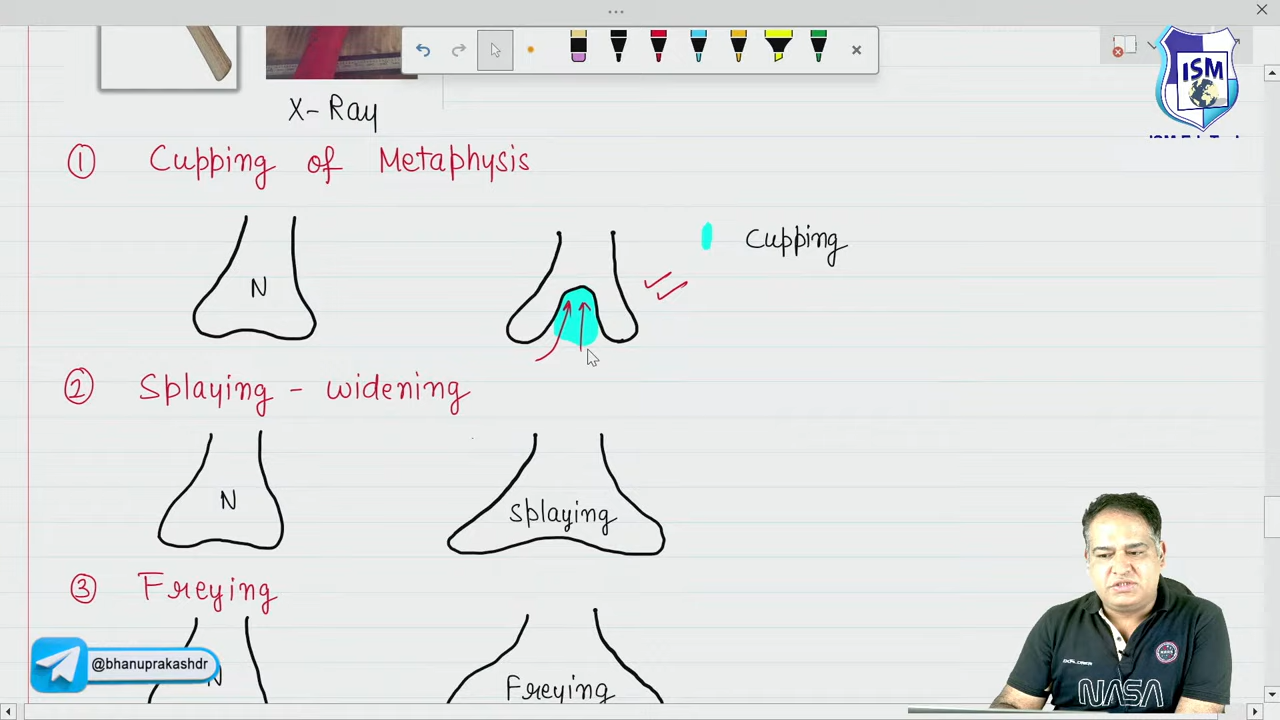 ISM
X-Ray
① Cupping of Metaphysis
N
Cupping
② Splaying - widening
N
Splaying
③ Freying
@bhanuprakashdr
N
Freying
NASA